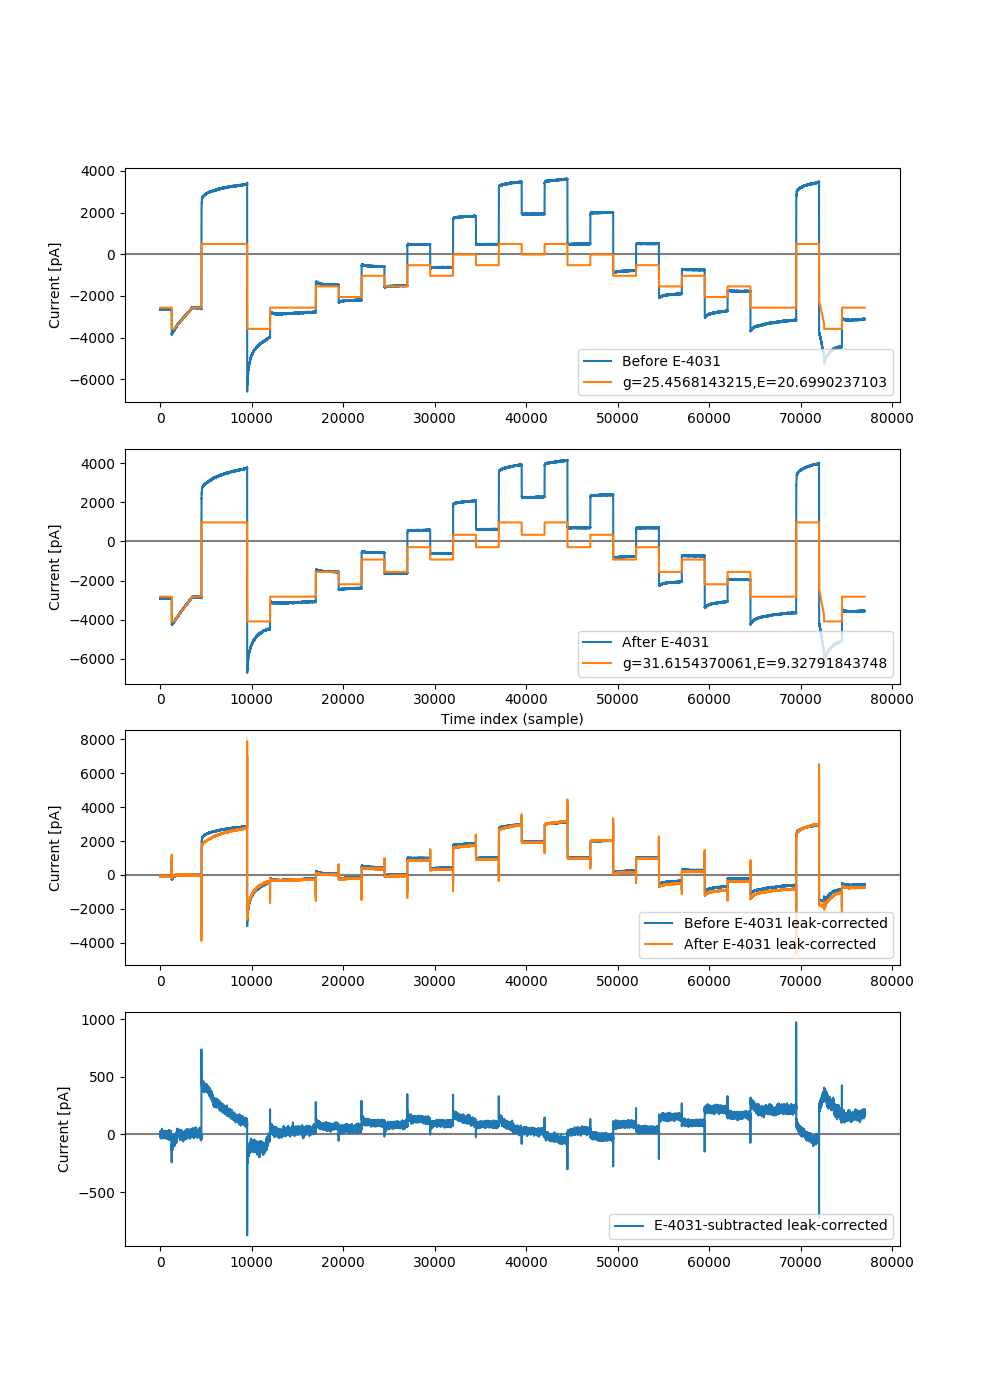 4000
2000
0
−2000
−4000
−6000
Current [pA]
Before E-4031
g=25.4568143215,E=20.6990237103
0 10000 20000 30000 40000 50000 60000 70000 80000
4000
2000
0
−2000
−4000
−6000
Current [pA]
After E-4031
g=31.6154370061,E=9.32791843748
0 10000 20000 30000 40000 50000 60000 70000 80000
Time index (sample)
8000
6000
4000
2000
0
−2000
−4000
Current [pA]
Before E-4031 leak-corrected
After E-4031 leak-corrected
0 10000 20000 30000 40000 50000 60000 70000 80000
1000
500
0
−500
Current [pA]
E-4031-subtracted leak-corrected
0 10000 20000 30000 40000 50000 60000 70000 80000